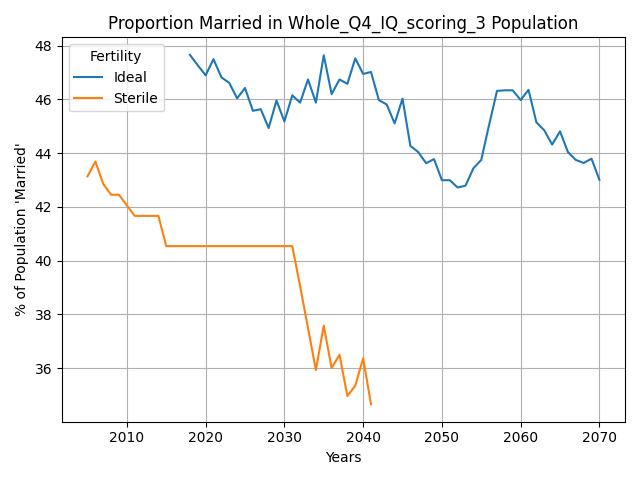 Proportion Married in Whole_Q4_IQ_scoring_3 Population
Fertility
Ideal
Sterile
% of Population 'Married'
48
46
44
42
40
38
36
2010
2020
2030
2040
2050
2060
2070
Years